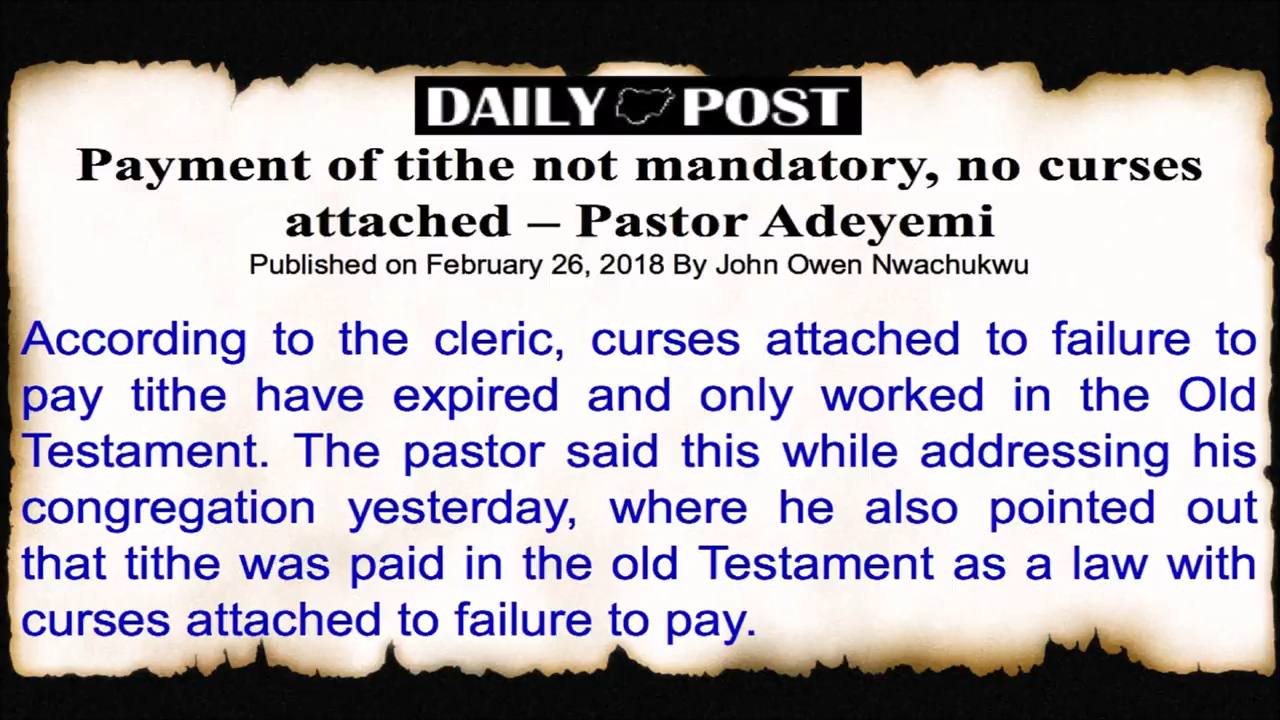 DAILY POST
Payment of tithe not mandatory, no curses
attached – Pastor Adeyemi
Published on February 26, 2018 By John Owen Nwachukwu
According to the cleric, curses attached to failure to
pay tithe have expired and only worked in the Old
Testament. The pastor said this while addressing his
congregation yesterday, where he also pointed out
that tithe was paid in the old Testament as a law with
curses attached to failure to pay.